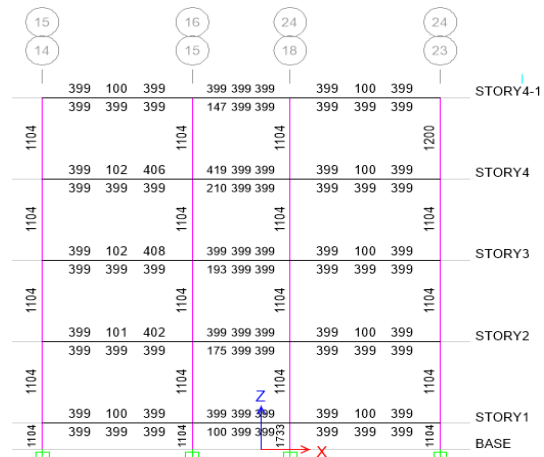 15 16 24 24
14 15 18 23
399 100 399 399 399 399 399 100 399 STORY4-1
399 399 399 147 399 399 399 399 399
1104 1104 1104 1200
399 102 406 419 399 399 399 100 399 STORY4
399 399 399 210 399 399 399 399 399
1104 1104 1104 1104
399 102 408 399 399 399 399 100 399 STORY3
399 399 399 193 399 399 399 399 399
1104 1104 1104 1104
399 101 402 399 399 399 399 100 399 STORY2
399 399 399 175 399 399 399 399 399
1104 1104 1104 1104
Z
399 100 399 399 399 399 399 100 399 STORY1
1104 399 399 399 1104 100 399 399 1733 399 399 399 1104
BASE
X